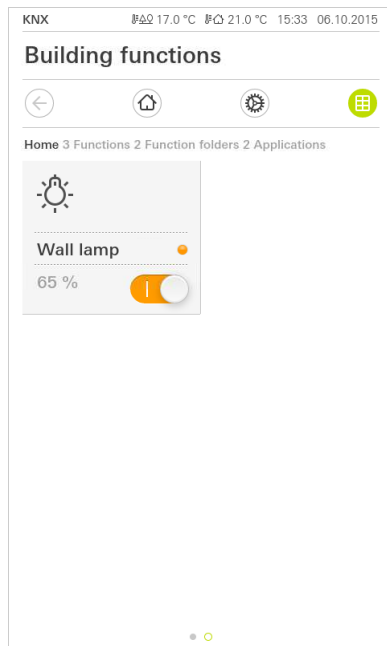 KNX 17.0 °C 21.0 °C 15:33 06.10.2015
Building functions
Home 3 Functions 2 Function folders 2 Applications
Wall lamp
65 %